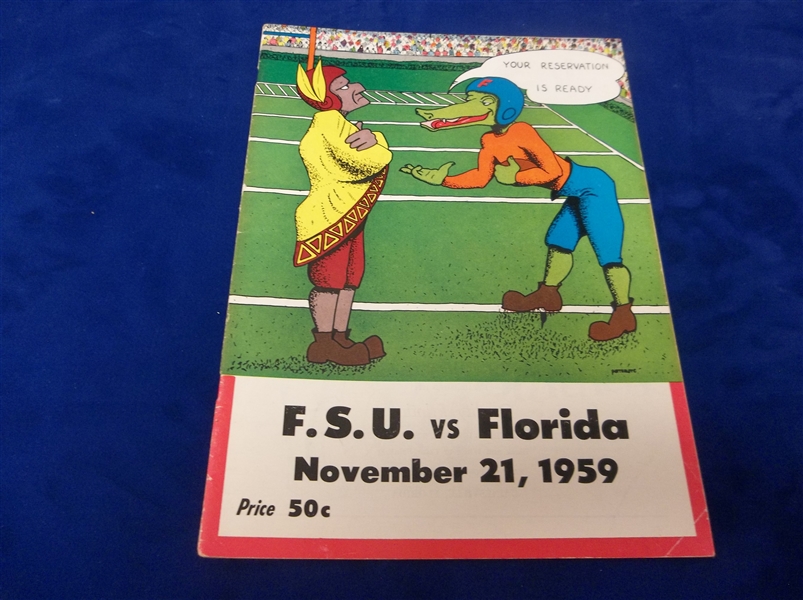 YOUR RESERVATION
IS READY
F
F.S.U. vs Florida
November 21, 1959
Price 50c